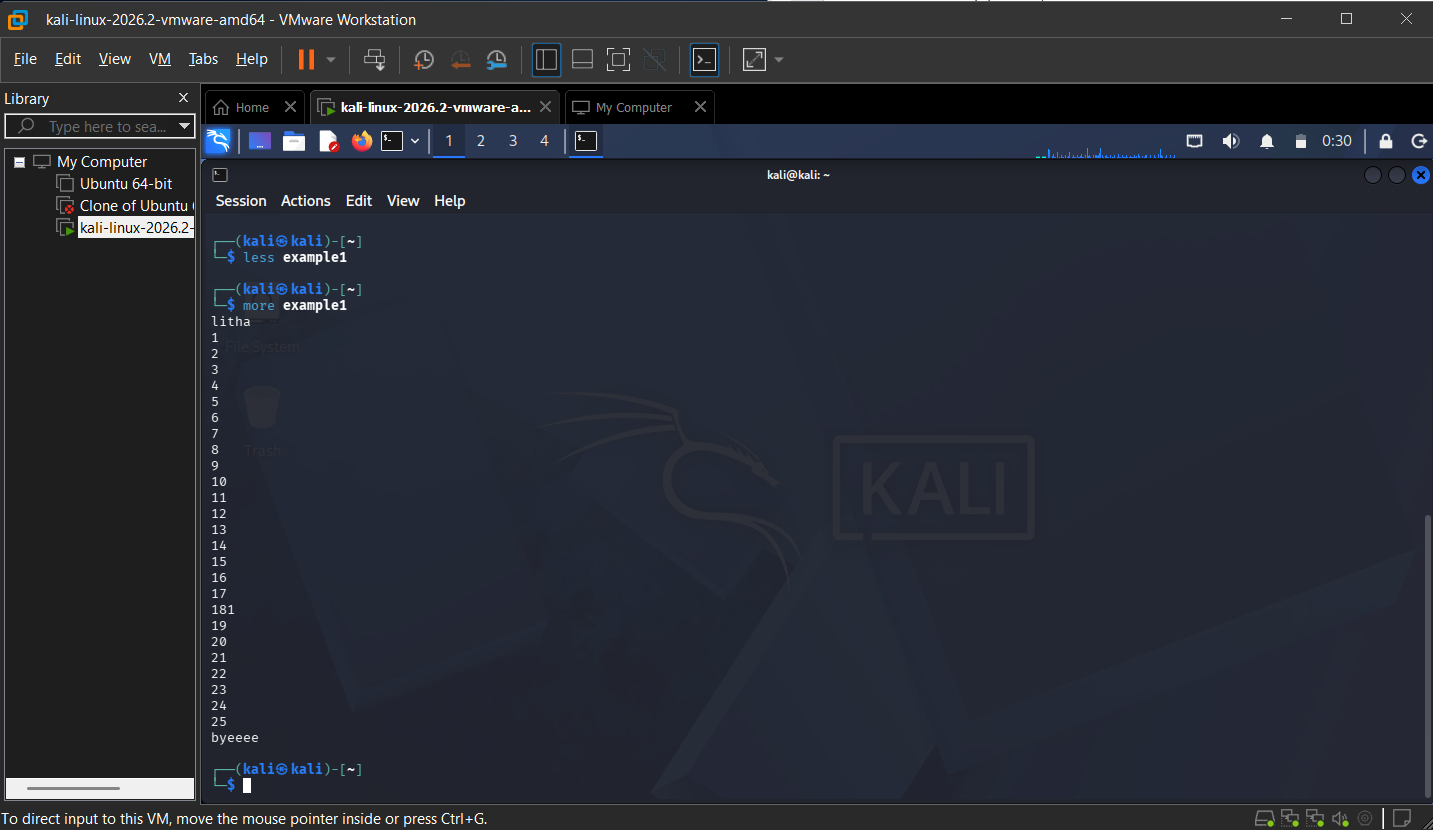 kali-linux-2026.2-vmware-amd64 - VMware Workstation
File Edit View VM Tabs Help
Library
Type here to sea...
My Computer
Ubuntu 64-bit
Clone of Ubuntu
kali-linux-2026.2-
Home
kali-linux-2026.2-vmware-a...
My Computer
1 2 3 4
0:30
kali@kali: ~
Session Actions Edit View Help
┌──(kali㉿kali)-[~]
└─$ less example1
┌──(kali㉿kali)-[~]
└─$ more example1
litha
1
File System
2
3
4
5
6
7
8
Trash
9
10
11
12
13
14
15
16
17
181
19
20
21
22
23
24
25
byeeee
KALI
┌──(kali㉿kali)-[~]
└─$
To direct input to this VM, move the mouse pointer inside or press Ctrl+G.